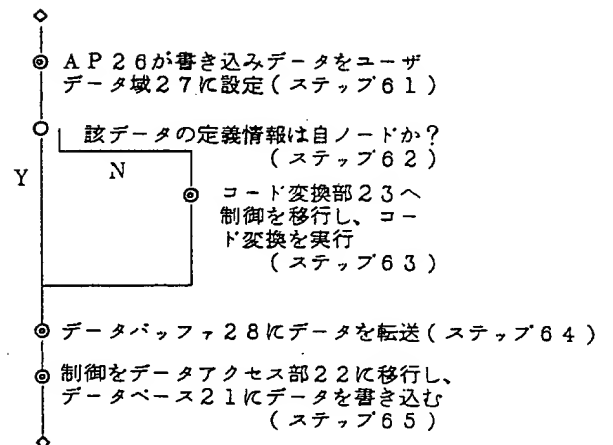 AP26が書き込みデータをユーザ
データ域27に設定(ステップ61)
該データの定義情報は自ノードか?
(ステップ62)
Y
N
コード変換部23へ
制御を移行し、コー
ド変換を実行
(ステップ63)
データバッファ28にデータを転送(ステップ64)
制御をデータアクセス部22に移行し、
データベース21にデータを書き込む
(ステップ65)